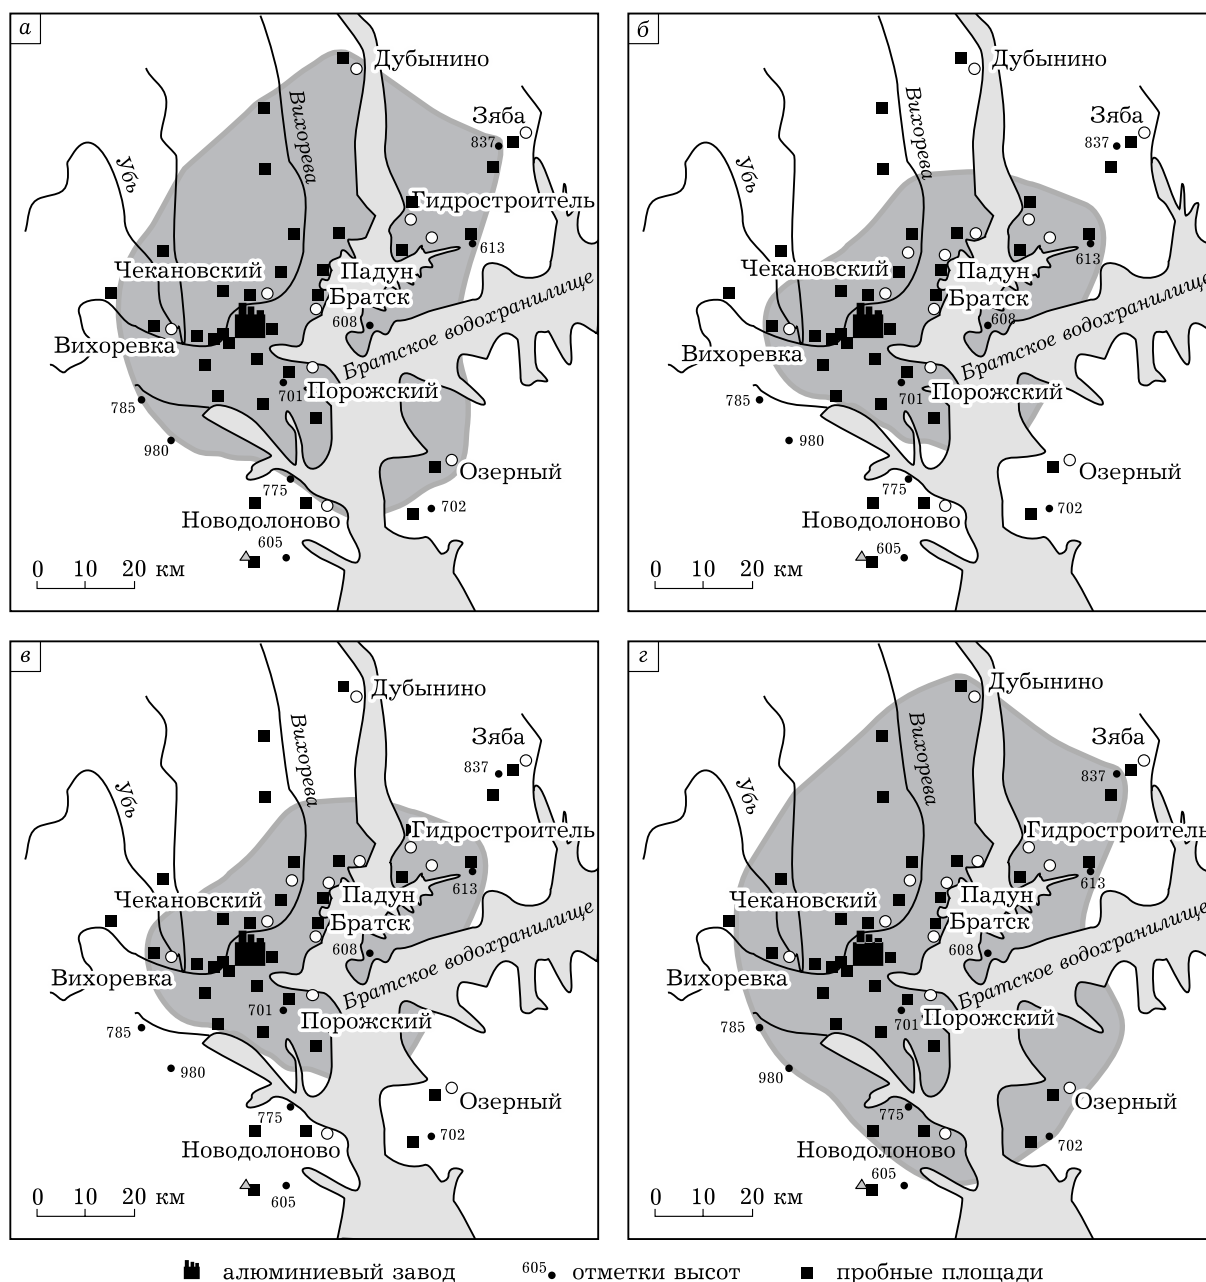 а
Дубынино
Вихорева
Зяба
837
Убь
Гидростроитель
613
Чекановский
Падун
Братск
608
Братское водохранилище
Вихоревка
701
Порожский
785
980
Озерный
775
702
Новодолоново
605
0 10 20 км
б
Дубынино
Вихорева
Зяба
837
Убь
613
Чекановский
Падун
Братск
608
Братское водохранилище
Вихоревка
701
Порожский
785
980
Озерный
775
702
Новодолоново
605
0 10 20 км
в
Дубынино
Вихорева
Зяба
837
Убь
Гидростроитель
613
Чекановский
Падун
Братск
608
Братское водохранилище
Вихоревка
701
Порожский
785
980
Озерный
775
702
Новодолоново
605
0 10 20 км
г
Дубынино
Вихорева
Зяба
837
Убь
Гидростроитель
613
Чекановский
Падун
Братск
608
Братское водохранилище
Вихоревка
701
Порожский
785
980
Озерный
775
702
Новодолоново
605
0 10 20 км
алюминиевый завод 605 отметки высот пробные площади